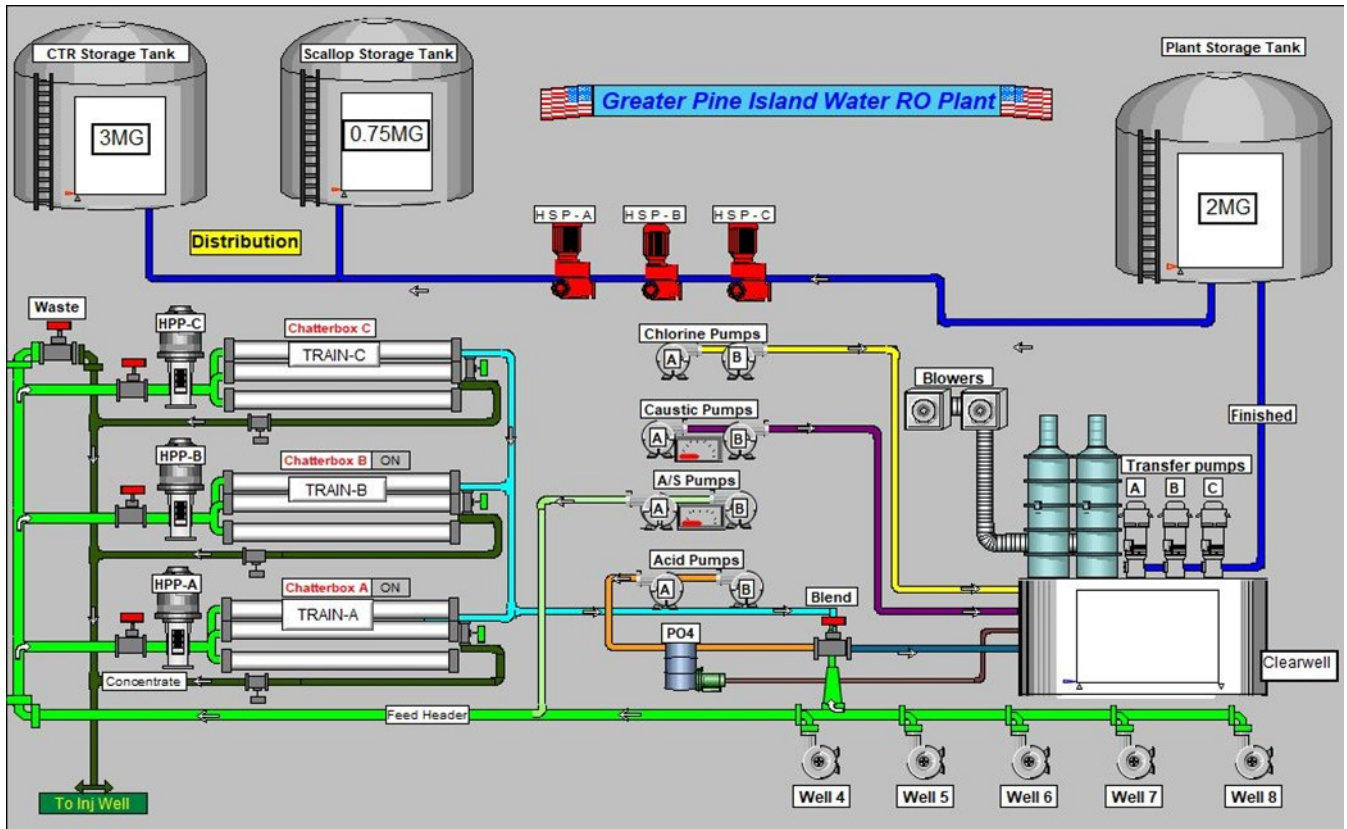 CTR Storage Tank
Scallop Storage Tank
Plant Storage Tank
Greater Pine Island Water RO Plant
3MG
0.75MG
2MG
HSP-A
HSP-B
HSP-C
Distribution
Waste
HPP-C
Chatterbox C
TRAIN-C
Chlorine Pumps
A
B
Blowers
Caustic Pumps
A
B
Finished
HPP-B
Chatterbox B
ON
TRAIN-B
A/S Pumps
A
B
Transfer pumps
A
B
C
HPP-A
Chatterbox A
ON
TRAIN-A
Acid Pumps
A
B
Blend
PO4
Clearwell
Concentrate
Feed Header
Well 4
Well 5
Well 6
Well 7
Well 8
To Inj Well